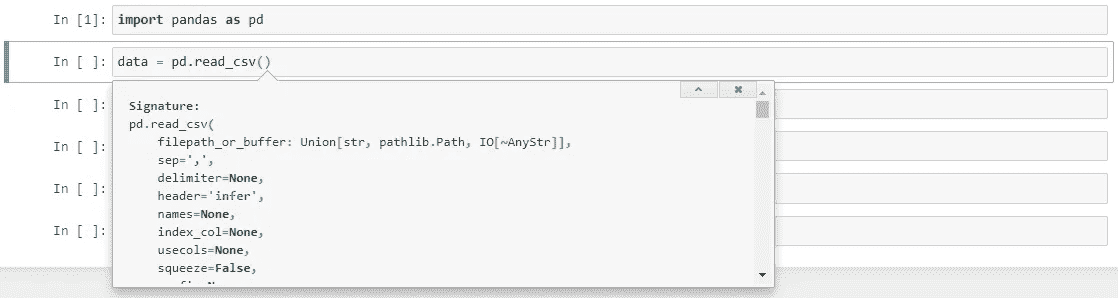 In [1]: import pandas as pd
In [ ]: data = pd.read_csv()
In [ ]:
In [ ]:
In [ ]:
In [ ]:
Signature:
pd.read_csv(
filepath_or_buffer: Union[str, pathlib.Path, IO[~AnyStr]],
sep=',',
delimiter=None,
header='infer',
names=None,
index_col=None,
usecols=None,
squeeze=False,